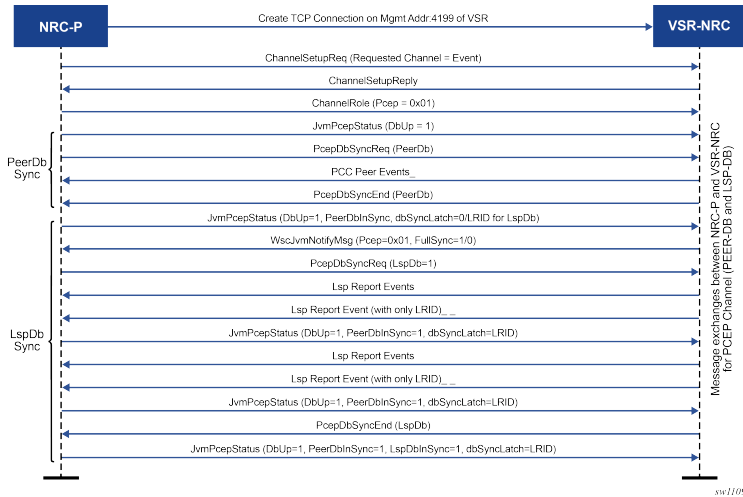 NRC-P
Create TCP Connection on Mgmt Addr:4199 of VSR
VSR-NRC
ChannelSetupReq (Requested Channel = Event)
ChannelSetupReply
ChannelRole (Pcep = 0x01)
JvmPcepStatus (DbUp = 1)
PeerDb
Sync
PcepDbSyncReq (PeerDb)
PCC Peer Events_
PcepDbSyncEnd (PeerDb)
JvmPcepStatus (DbUp=1, PeerDbInSync, dbSyncLatch=0/LRID for LspDb)
WscJvmNotifyMsg (Pcep=0x01, FullSync=1/0)
PcepDbSyncReq (LspDb=1)
Lsp Report Events
Lsp Report Event (with only LRID)_ _
LspDb
Sync
JvmPcepStatus (DbUp=1, PeerDbInSync=1, dbSyncLatch=LRID)
Lsp Report Events
Lsp Report Event (with only LRID)_ _
JvmPcepStatus (DbUp=1, PeerDbInSync=1, dbSyncLatch=LRID)
PcepDbSyncEnd (LspDb)
JvmPcepStatus (DbUp=1, PeerDbInSync=1, LspDbInSync=1, dbSyncLatch=LRID)
Message exchanges between NRC-P and VSR-NRC
for PCEP Channel (PEER-DB and LSP-DB)